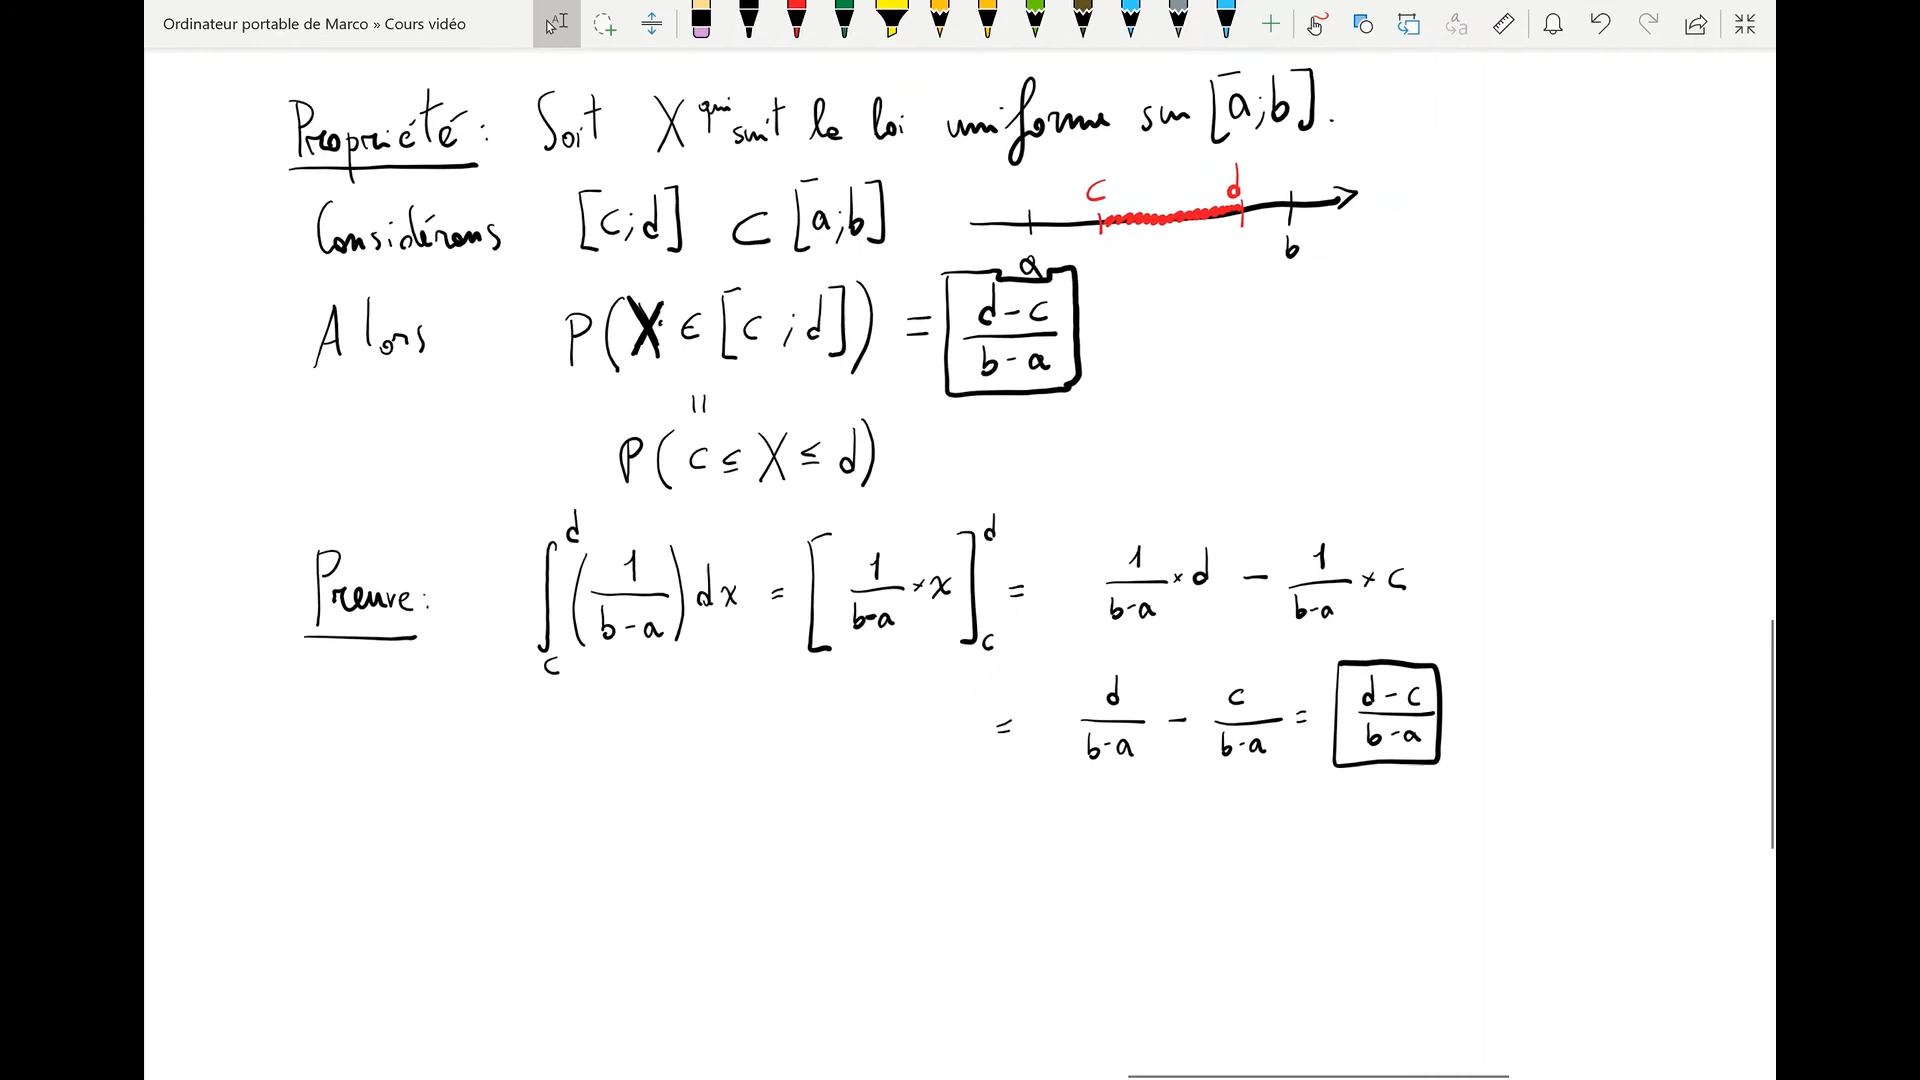 Ordinateur portable de Marco » Cours vidéo
Propriété : Soit X qui suit la loi uniforme sur [a;b].
c d
Considérons [c;d] ⊂ [a;b]
a b
Alors P(X ∈ [c;d]) = (d-c)/(b-a)
=
P(c ≤ X ≤ d)
Preuve : ∫_c^d (1/(b-a)) dx = [1/(b-a) × x]_c^d = 1/(b-a) × d - 1/(b-a) × c
= d/(b-a) - c/(b-a) = (d-c)/(b-a)